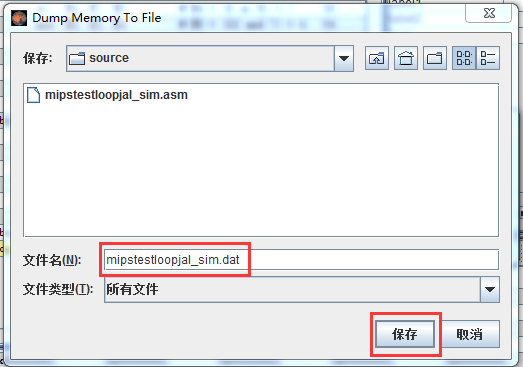 Dump Memory To File
保存: source
mipstestloopjal_sim.asm
文件名(N): mipstestloopjal_sim.dat
文件类型(T): 所有文件
保存 取消